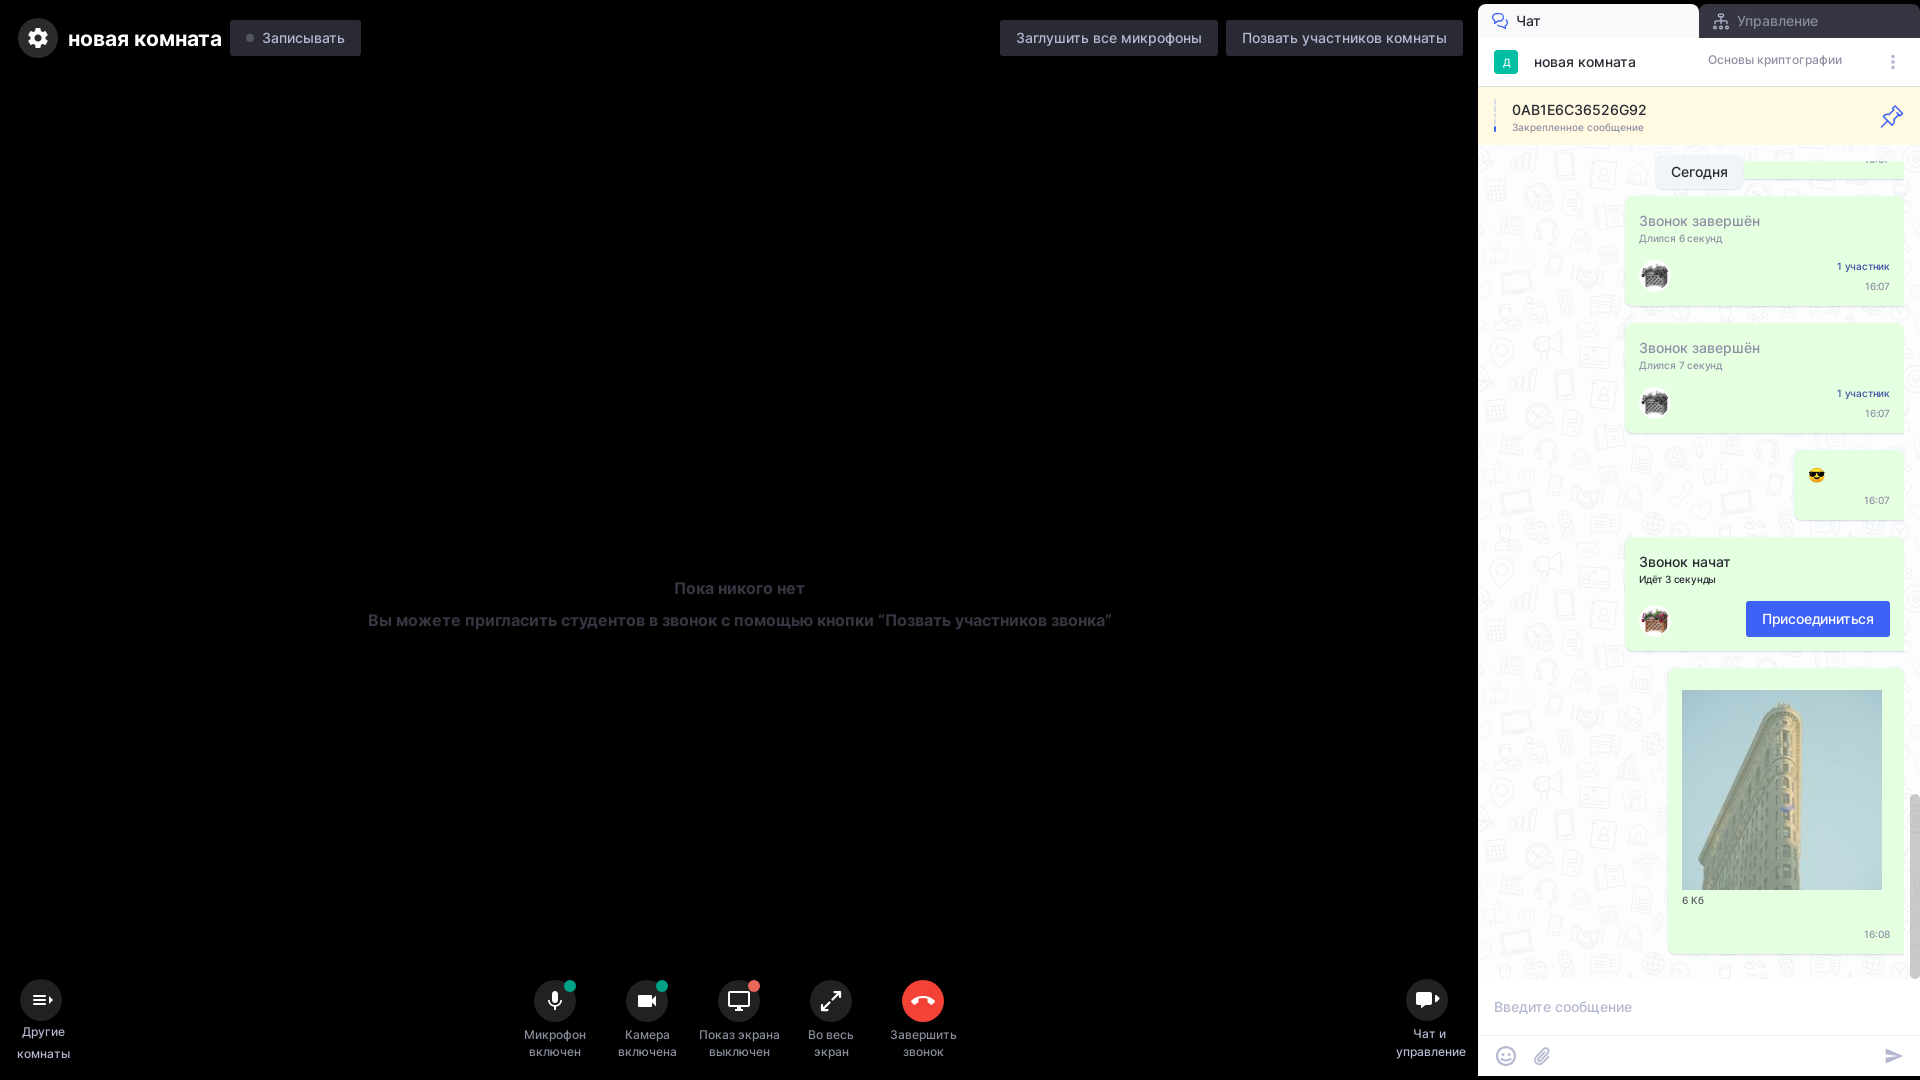 новая комната
Записывать
Заглушить все микрофоны
Позвать участников комнаты
Пока никого нет
Вы можете пригласить студентов в звонок с помощью кнопки “Позвать участников звонка”
Другие
комнаты
Микрофон
включен
Камера
включена
Показ экрана
выключен
Во весь
экран
Завершить
звонок
Чат и
управление
Чат
Управление
Д
новая комната
Основы криптографии
0AB1E6C36526G92
Закрепленное сообщение
Сегодня
Звонок завершён
Длился 6 секунд
1 участник
16:07
Звонок завершён
Длился 7 секунд
1 участник
16:07
16:07
Звонок начат
Идёт 3 секунды
Присоединиться
6 Кб
16:08
Введите сообщение